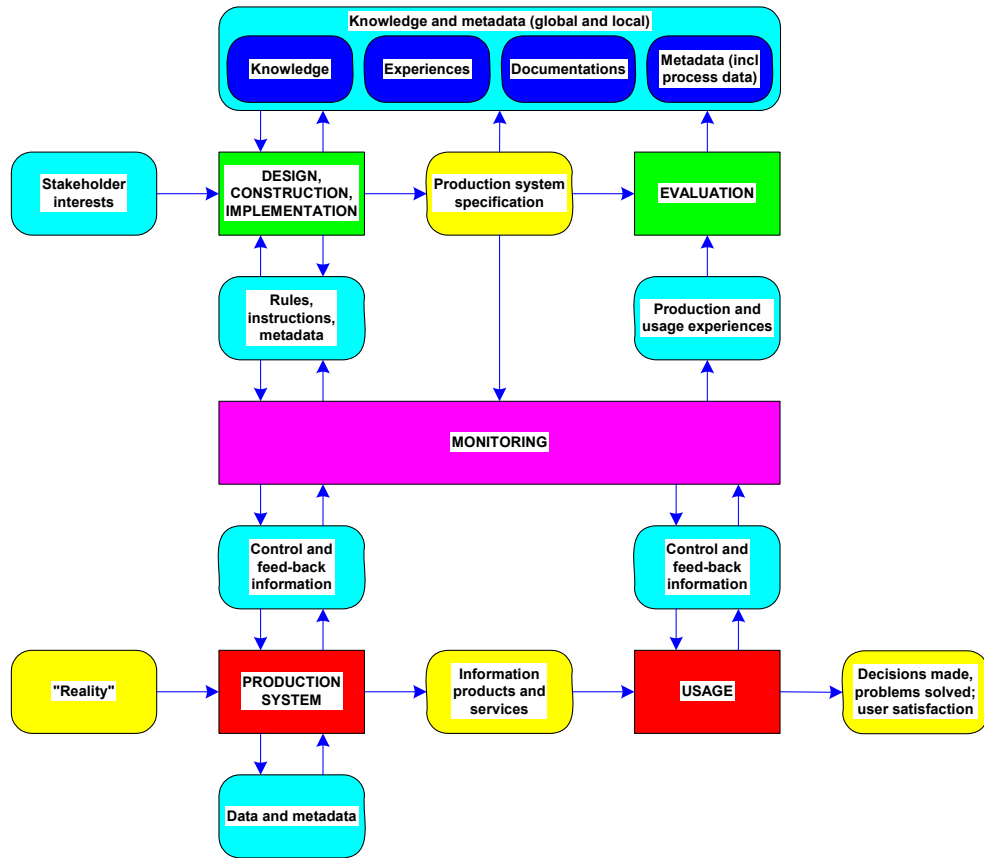 Knowledge and metadata (global and local)
Knowledge
Experiences
Documentations
Metadata (incl
process data)
Stakeholder
interests
DESIGN,
CONSTRUCTION,
IMPLEMENTATION
Production system
specification
EVALUATION
Rules,
instructions,
metadata
Production and
usage experiences
MONITORING
Control and
feed-back
information
Control and
feed-back
information
"Reality"
PRODUCTION
SYSTEM
Information
products and
services
USAGE
Decisions made,
problems solved;
user satisfaction
Data and metadata